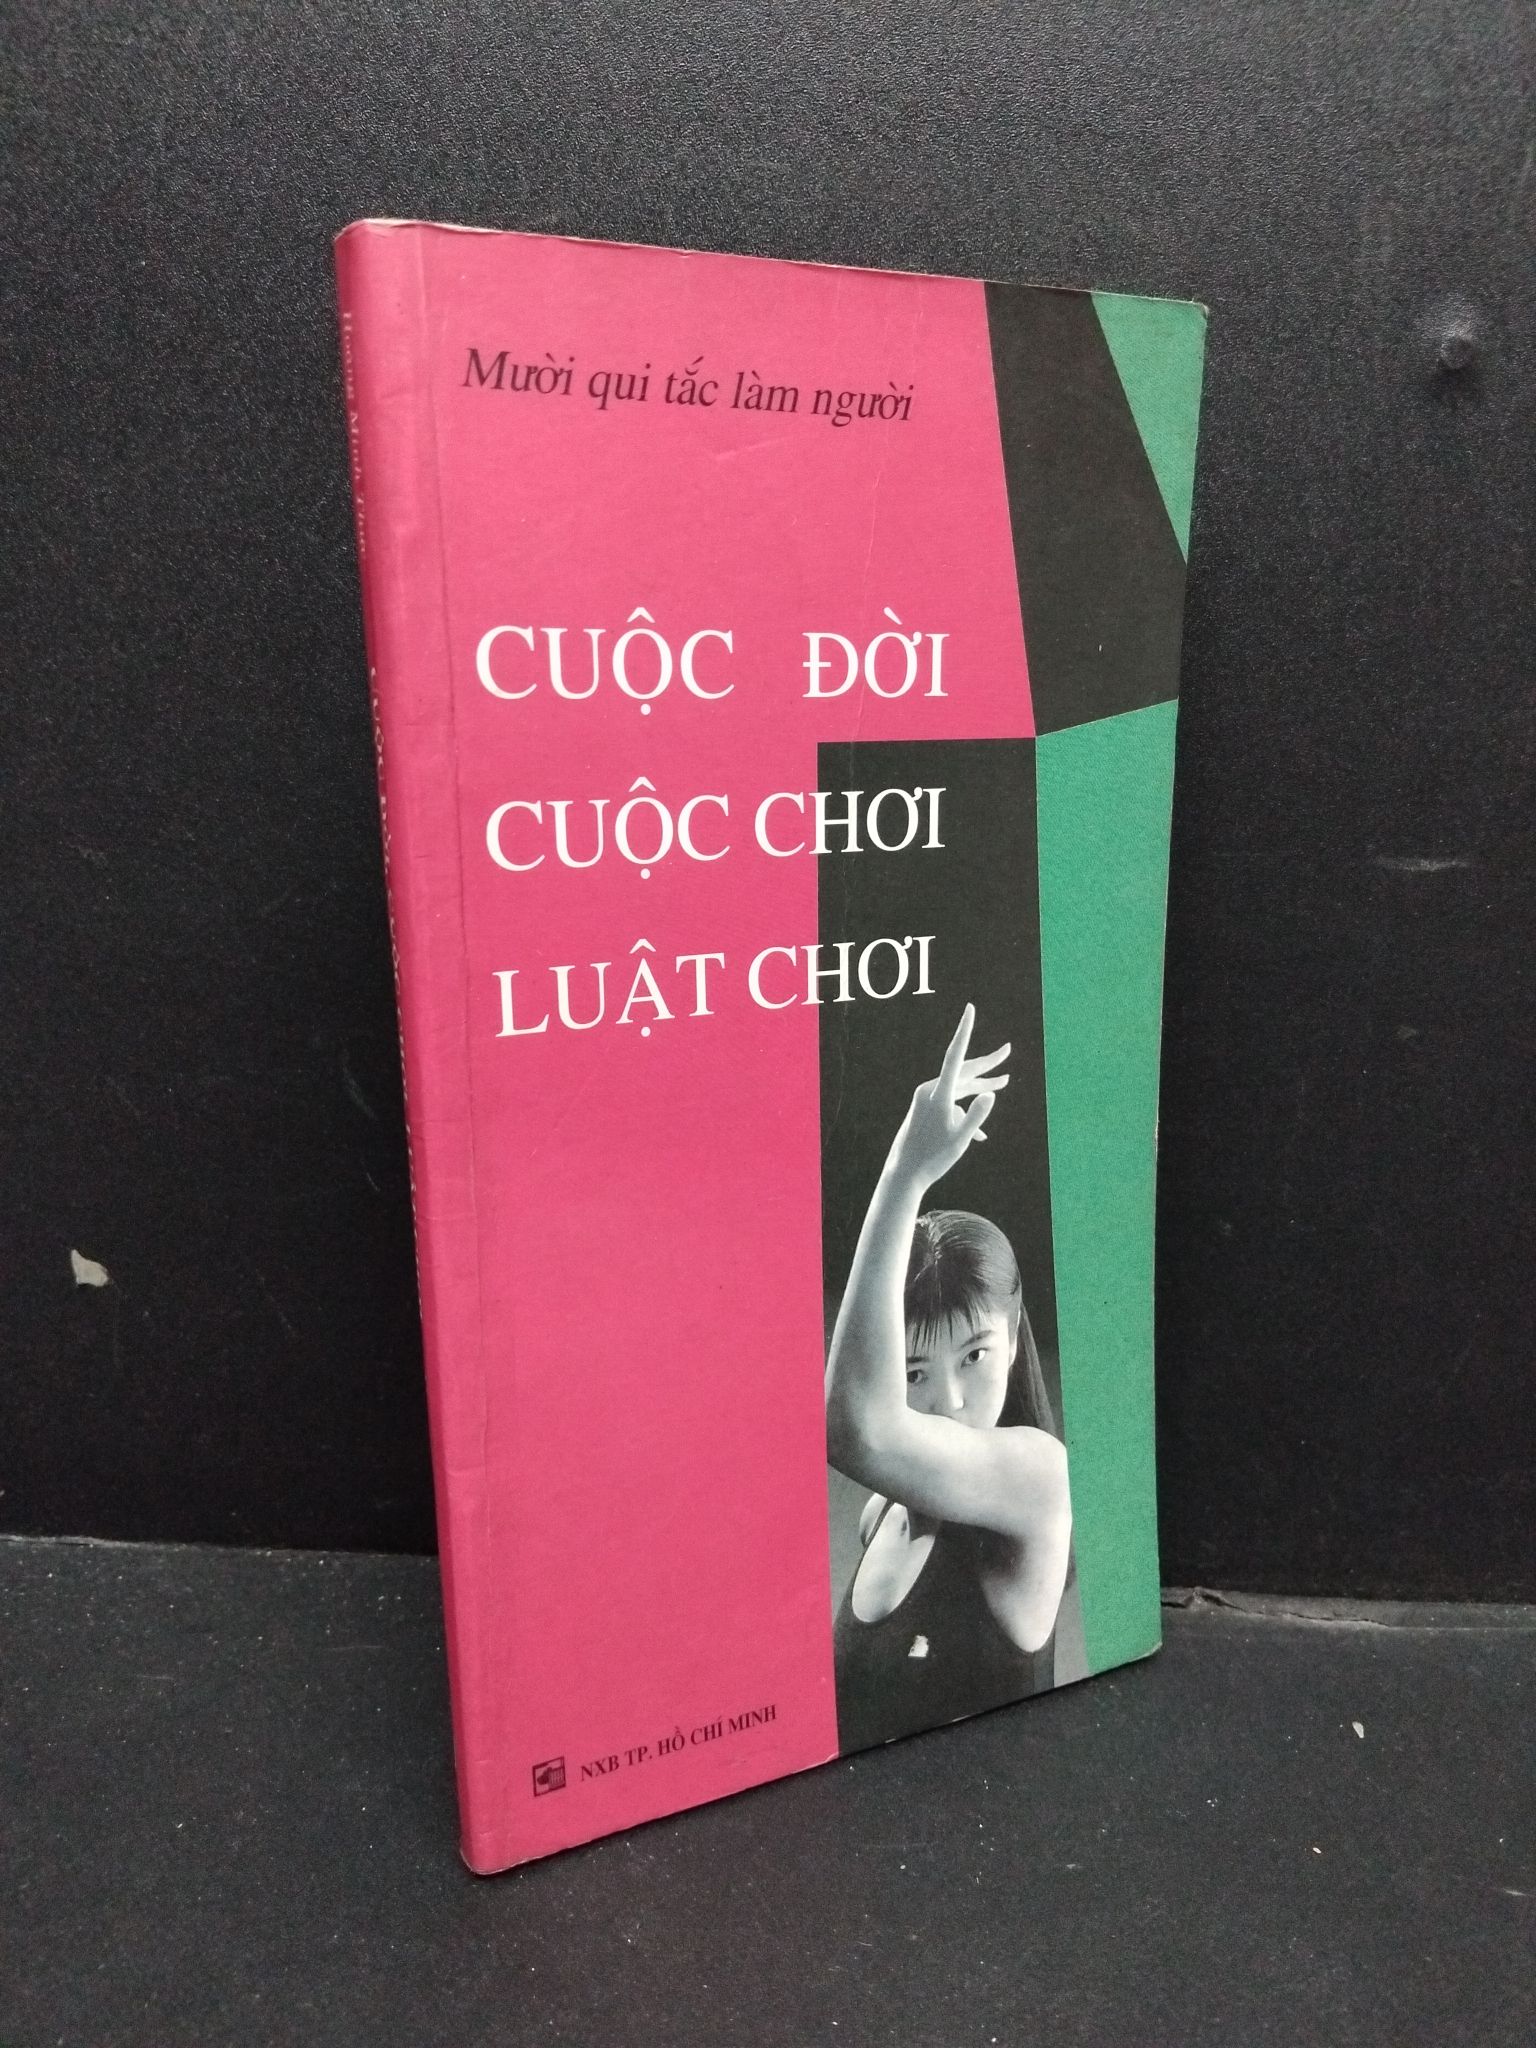 Mười qui tắc làm người
CUỘC ĐỜI
CUỘC CHƠI
LUẬT CHƠI
NXB TP. HỒ CHÍ MINH